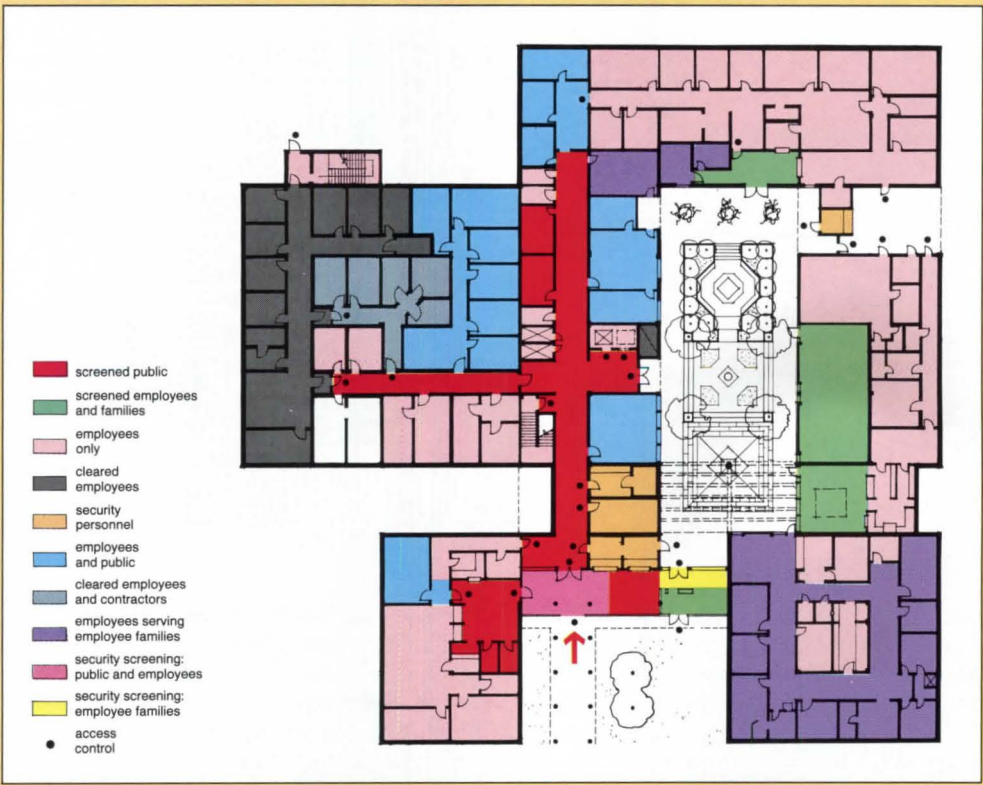 screened public
screened employees
and families
employees
only
cleared
employees
security
personnel
employees
and public
cleared employees
and contractors
employees serving
employee families
security screening:
public and employees
security screening:
employee families
access
control